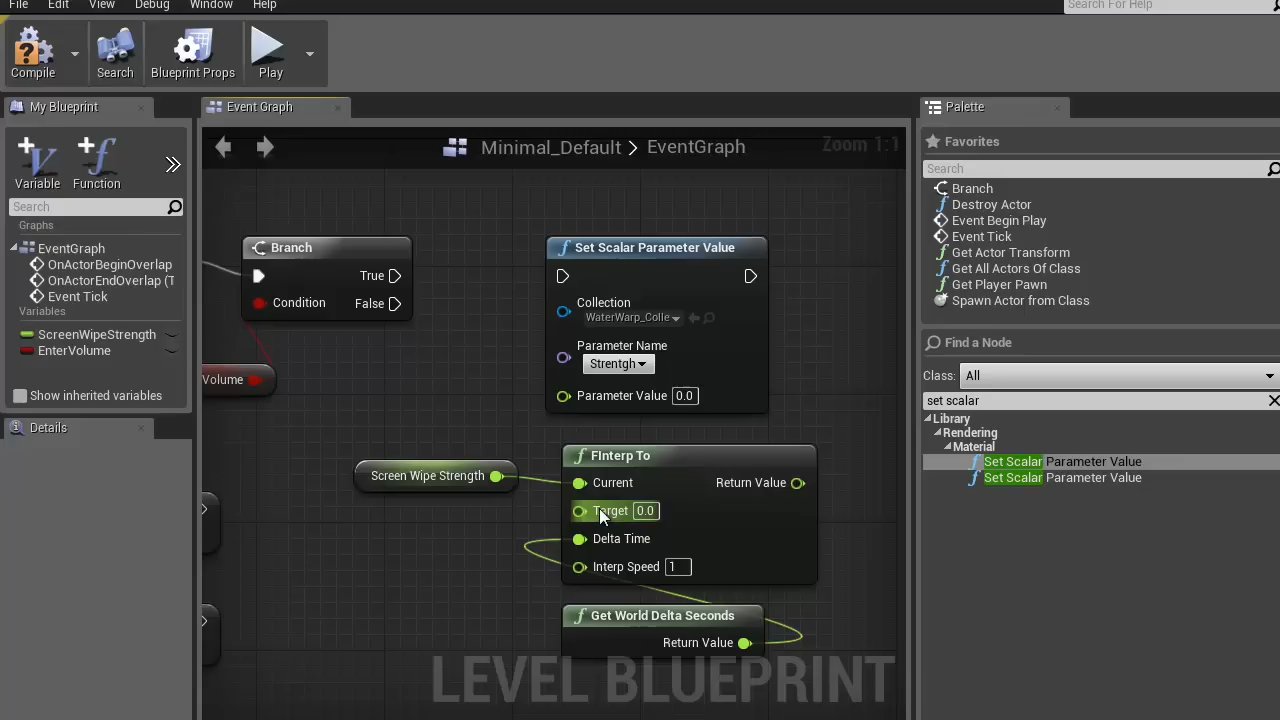 File Edit View Debug Window Help
Search For Help
Compile Search Blueprint Props Play
My Blueprint
Variable Function
Search
Graphs
EventGraph
OnActorBeginOverlap
OnActorEndOverlap (T
Event Tick
Variables
ScreenWipeStrength
EnterVolume
Show inherited variables
Details
Event Graph
Minimal_Default > EventGraph
Zoom 1:1
Branch
True
Condition False
Volume
Set Scalar Parameter Value
Collection
WaterWarp_Colle
Parameter Name
Strentgh
Parameter Value 0.0
Screen Wipe Strength
FInterp To
Current Return Value
Target 0.0
Delta Time
Interp Speed 1
Get World Delta Seconds
Return Value
LEVEL BLUEPRINT
Palette
Favorites
Search
Branch
Destroy Actor
Event Begin Play
Event Tick
Get Actor Transform
Get All Actors Of Class
Get Player Pawn
Spawn Actor from Class
Find a Node
Class: All
set scalar
Library
Rendering
Material
Set Scalar Parameter Value
Set Scalar Parameter Value